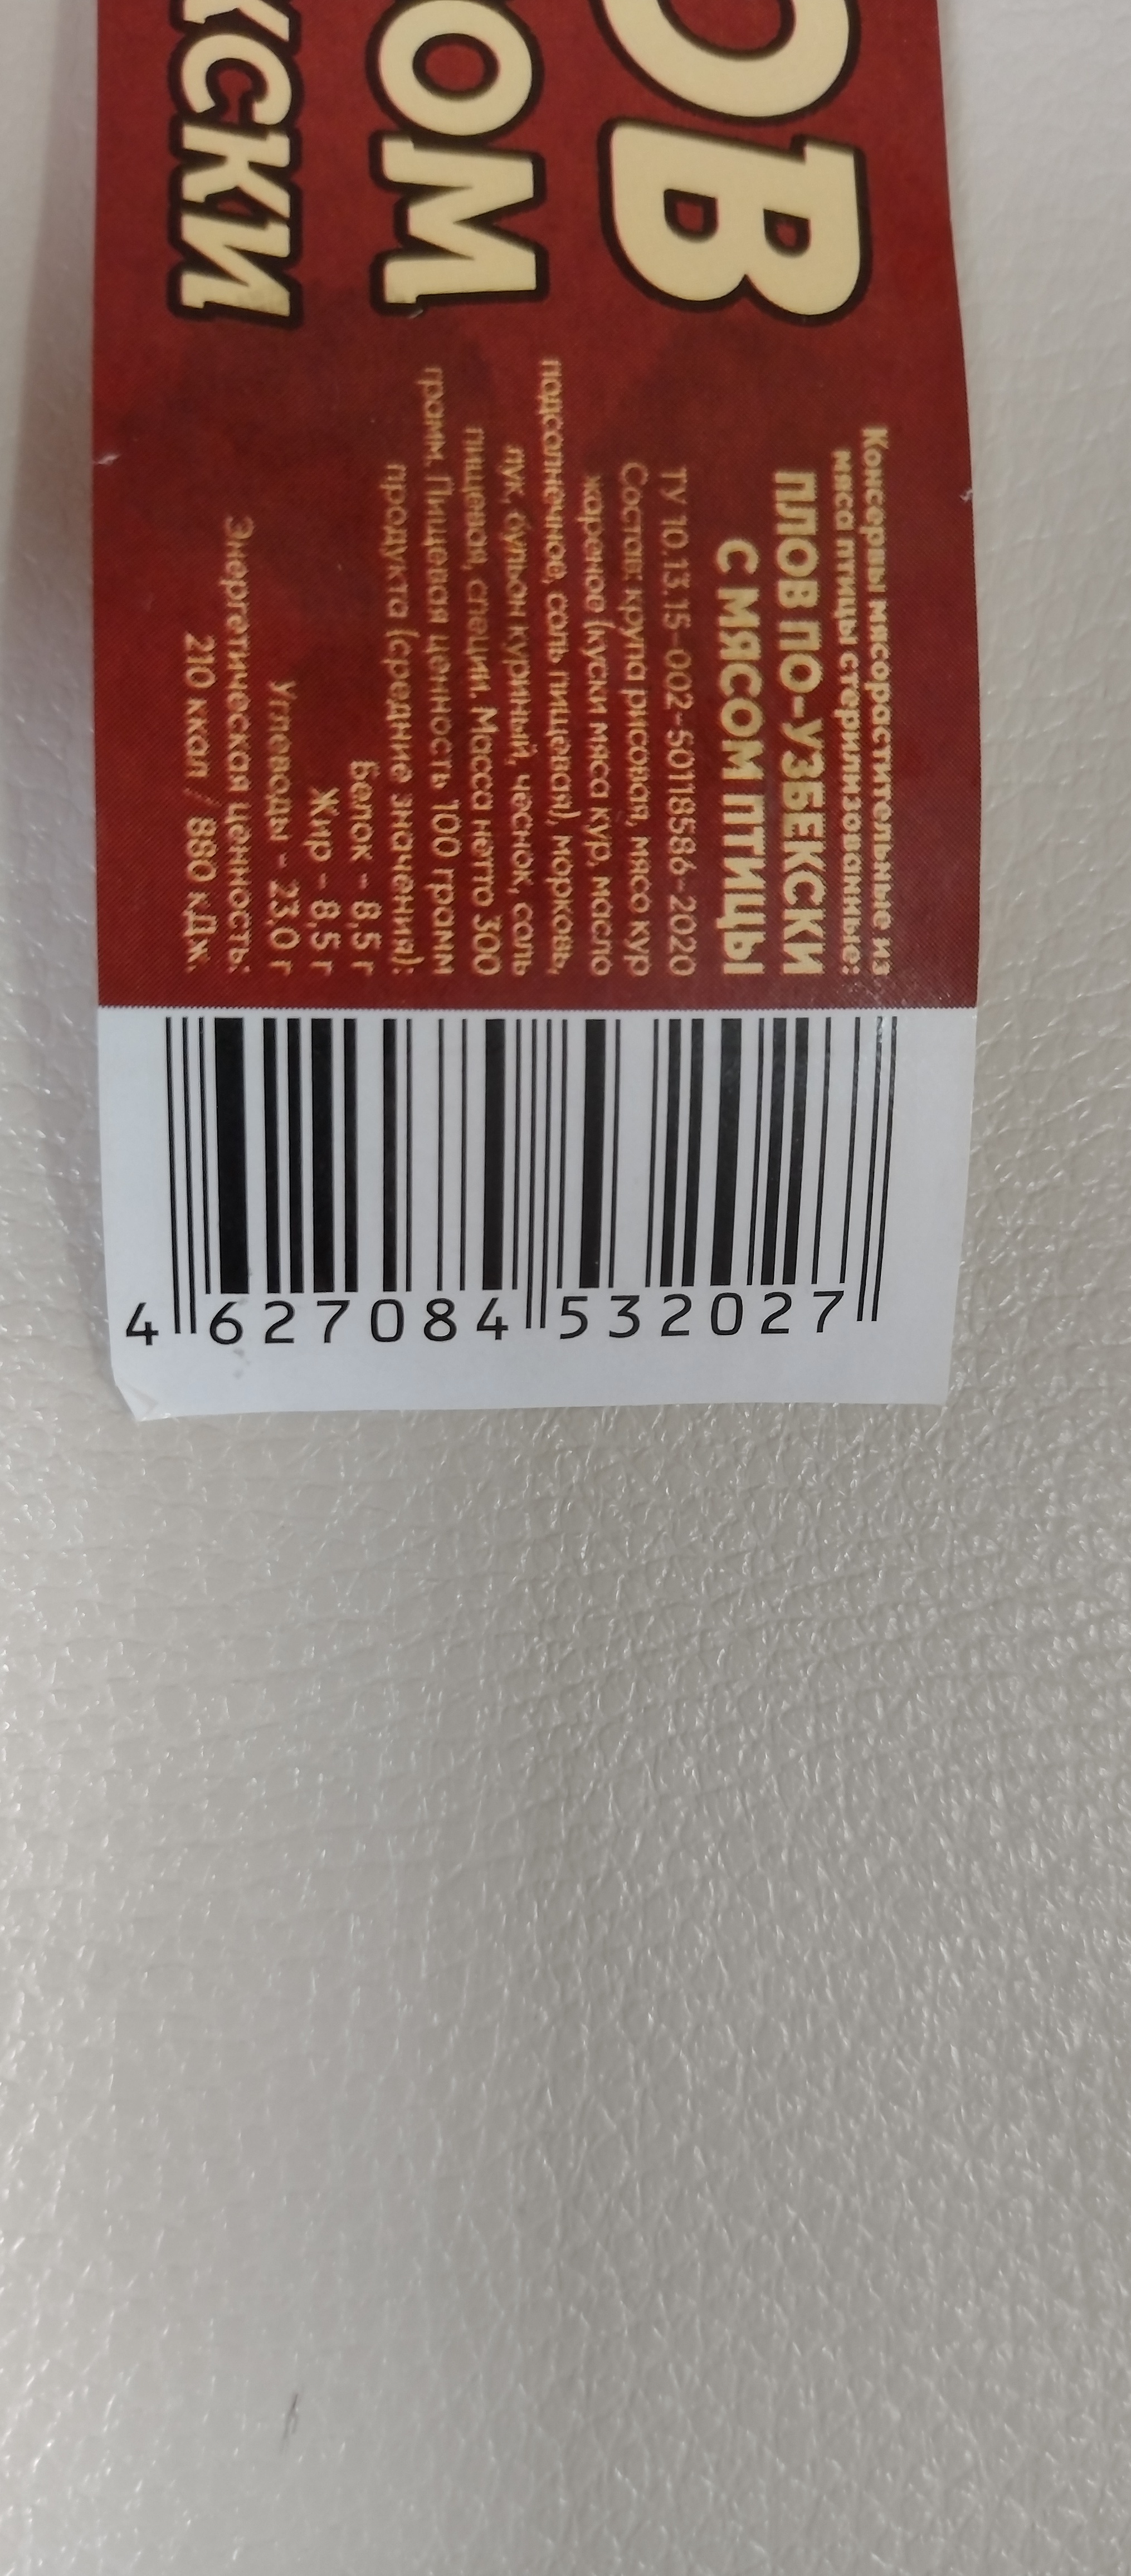 ОВ
ОМ
КСКИ
Консервы мясорастительные из
мяса птицы стерилизованные:
ПЛОВ ПО-УЗБЕКСКИ
С МЯСОМ ПТИЦЫ
ТУ 10.13.15-002-50118586-2020
Состав: крупа рисовая, мясо кур
жареное (куски мяса кур, масло
подсолнечное, соль пищевая), морковь,
лук, бульон куриный, чеснок, соль
пищевая, специи. Масса нетто 300
грамм. Пищевая ценность 100 грамм
продукта (средние значения):
Белок - 8,5 г
Жир - 8,5 г
Углеводы - 23,0 г
Энергетическая ценность:
210 ккал / 880 кДж.
4 627084 532027